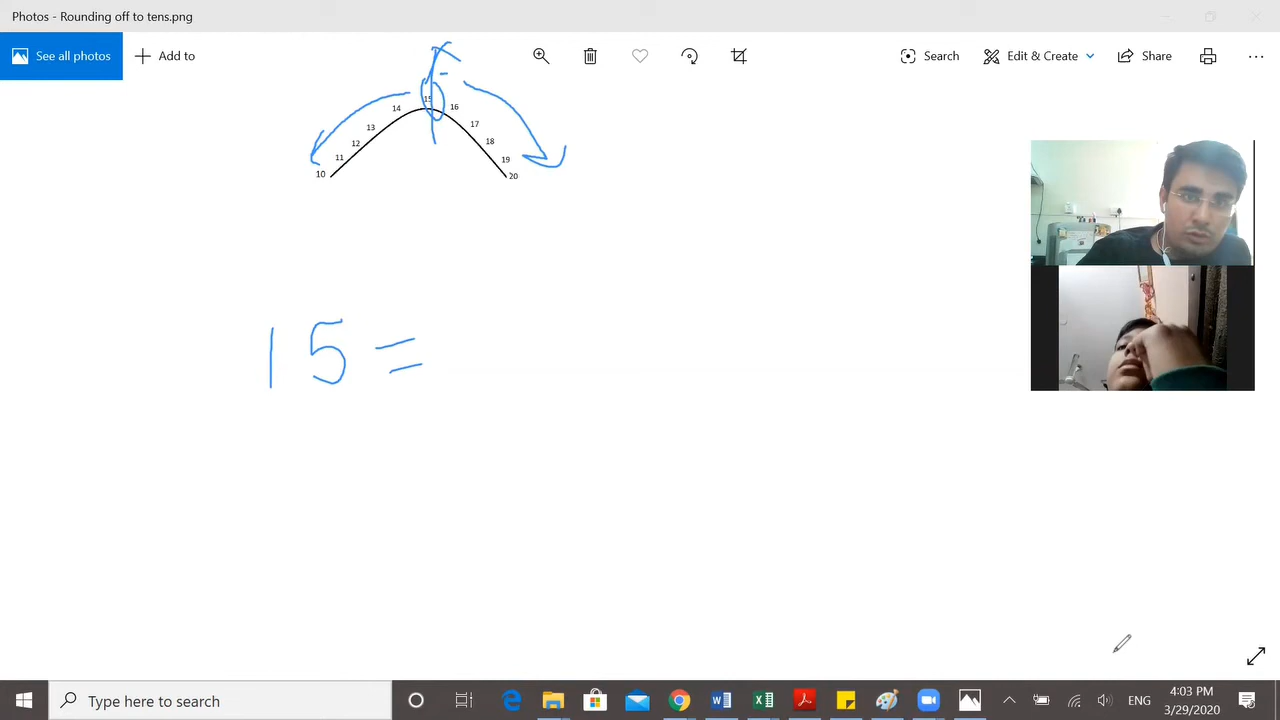 Photos - Rounding off to tens.png
See all photos
Add to
Search
Edit & Create
Share
15
14
16
13
17
12
18
11
19
10
20
15 =
Type here to search
ENG
4:03 PM
3/29/2020